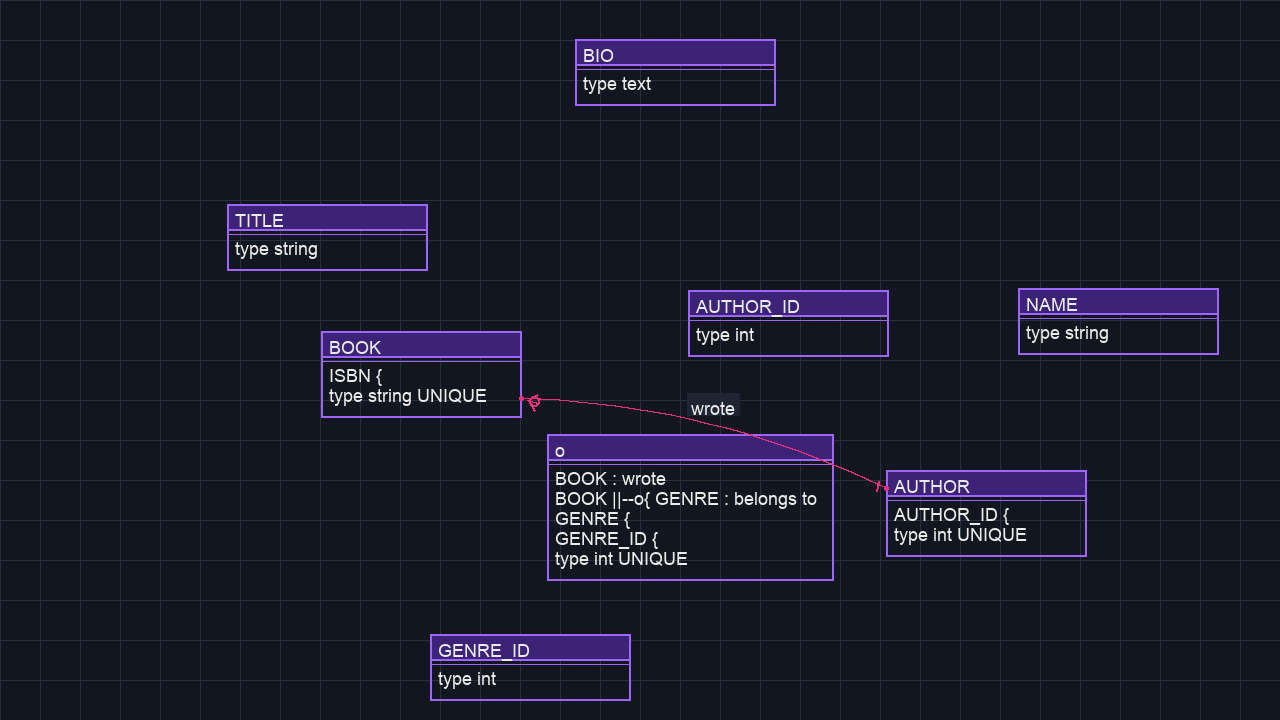 BIO
type text
TITLE
type string
AUTHOR_ID
type int
NAME
type string
BOOK
ISBN {
type string UNIQUE
wrote
o
BOOK : wrote
BOOK ||--o{ GENRE : belongs to
GENRE {
GENRE_ID {
type int UNIQUE
AUTHOR
AUTHOR_ID {
type int UNIQUE
GENRE_ID
type int